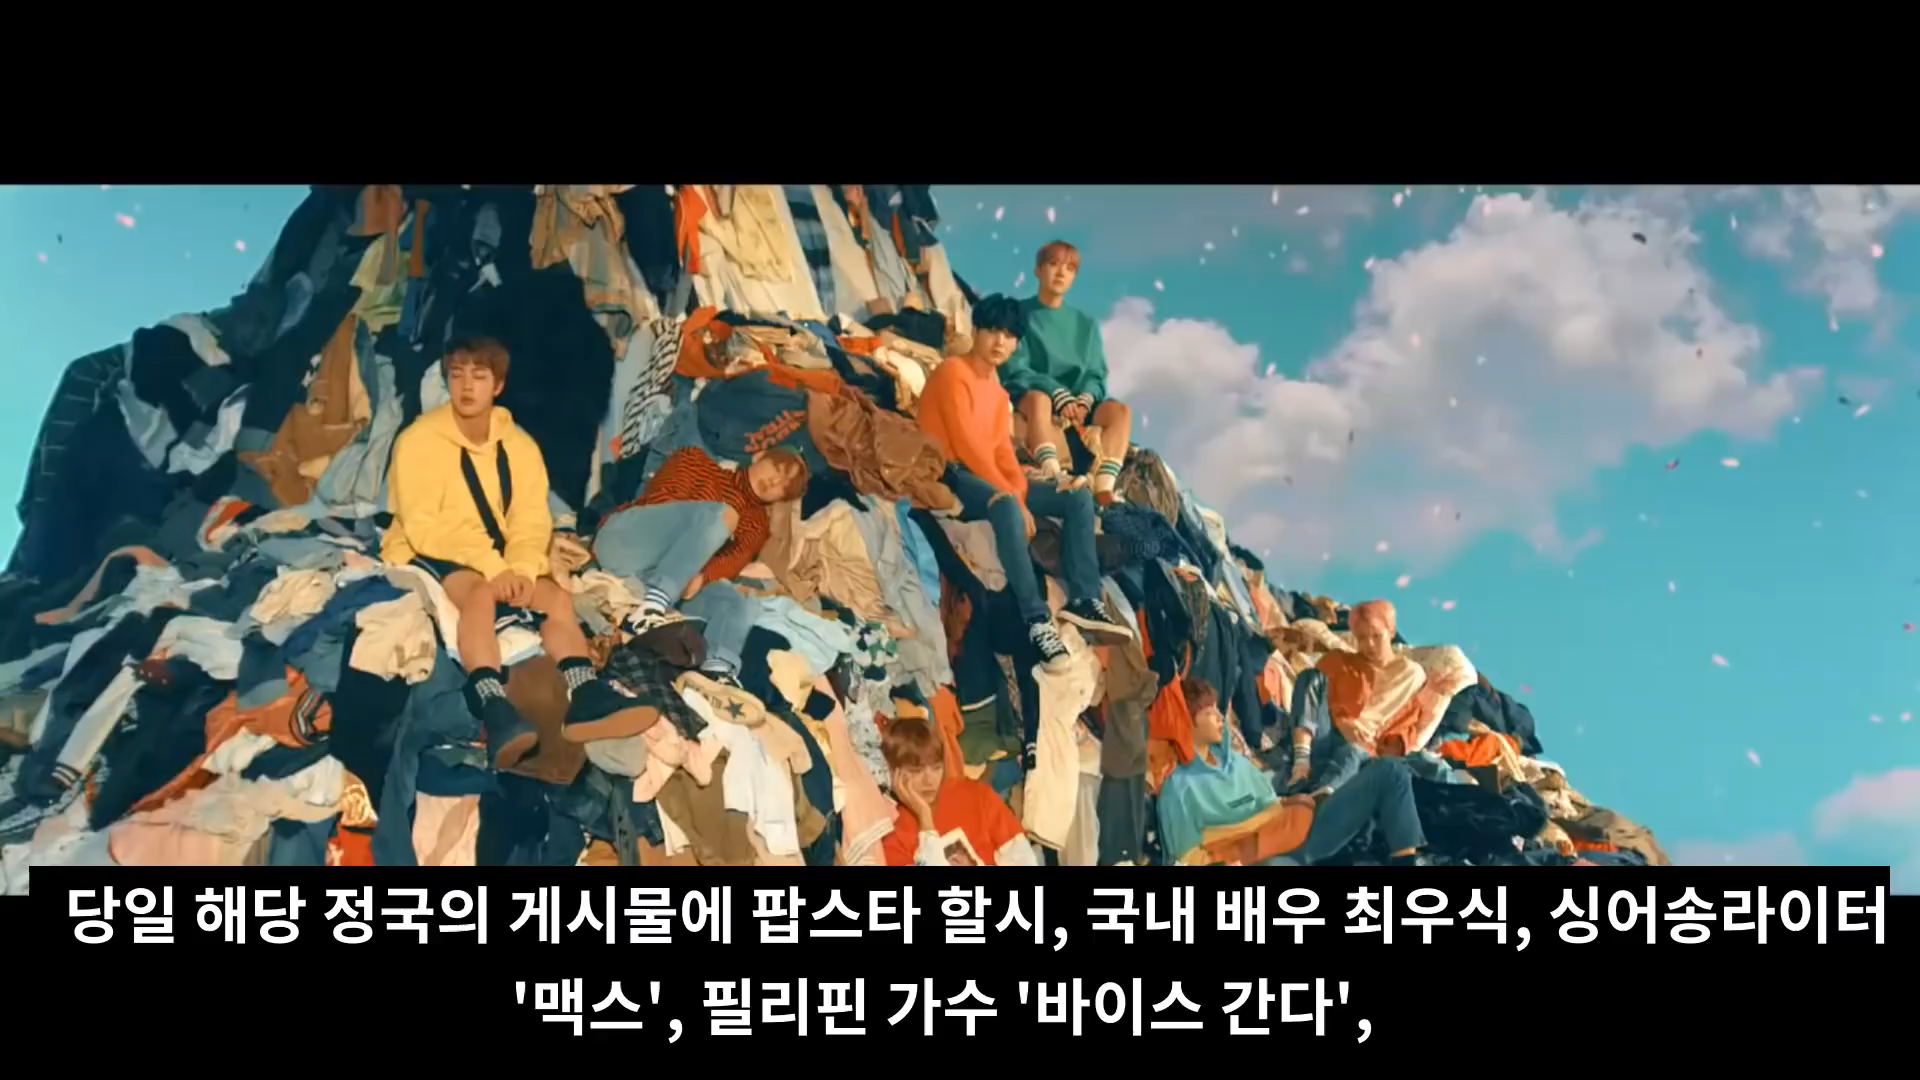 당일 해당 정국의 게시물에 팝스타 할시, 국내 배우 최우식, 싱어송라이터
'맥스', 필리핀 가수 '바이스 간다',